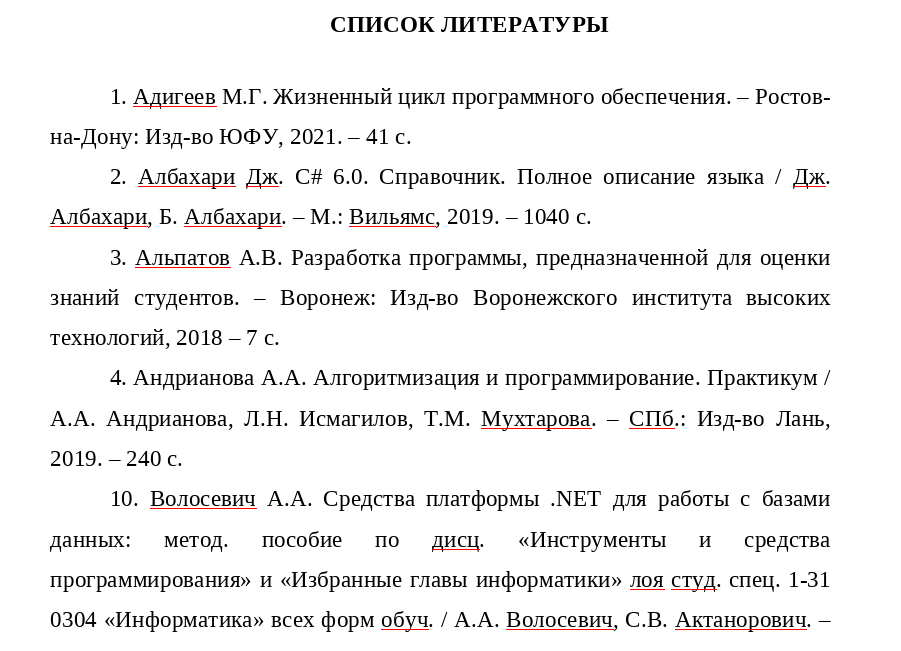 СПИСОК ЛИТЕРАТУРЫ
1. Адигеев М.Г. Жизненный цикл программного обеспечения. – Ростов-
на-Дону: Изд-во ЮФУ, 2021. – 41 с.
2. Албахари Дж. C# 6.0. Справочник. Полное описание языка / Дж.
Албахари, Б. Албахари. – М.: Вильямс, 2019. – 1040 с.
3. Альпатов А.В. Разработка программы, предназначенной для оценки
знаний студентов. – Воронеж: Изд-во Воронежского института высоких
технологий, 2018 – 7 с.
4. Андрианова А.А. Алгоритмизация и программирование. Практикум /
А.А. Андрианова, Л.Н. Исмагилов, Т.М. Мухтарова. – СПб.: Изд-во Лань,
2019. – 240 с.
10. Волосевич А.А. Средства платформы .NET для работы с базами
данных: метод. пособие по дисц. «Инструменты и средства
программирования» и «Избранные главы информатики» лоя студ. спец. 1-31
0304 «Информатика» всех форм обуч. / А.А. Волосевич, С.В. Актанорович. –